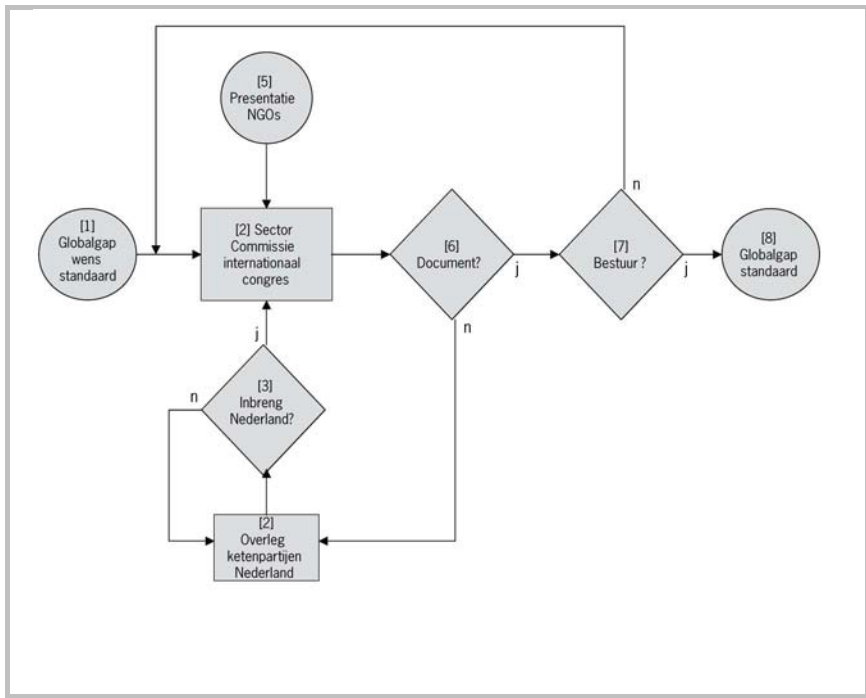 [5]
Presentatie
NGOs
n
[1]
Globalgap
wens
standaard
[2] Sector
Commissie
internationaal
congres
[6]
Document?
j
[7]
Bestuur ?
j
[8]
Globalgap
standaard
n
j
n
[3]
Inbreng
Nederland?
[2]
Overleg
ketenpartijen
Nederland